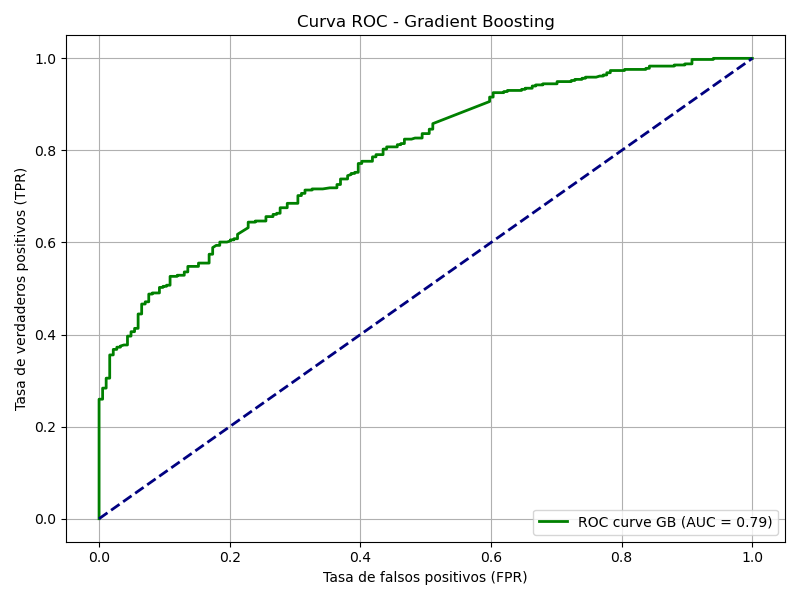 Curva ROC - Gradient Boosting
Tasa de verdaderos positivos (TPR)
1.0
0.8
0.6
0.4
0.2
0.0
ROC curve GB (AUC = 0.79)
0.0 0.2 0.4 0.6 0.8 1.0
Tasa de falsos positivos (FPR)